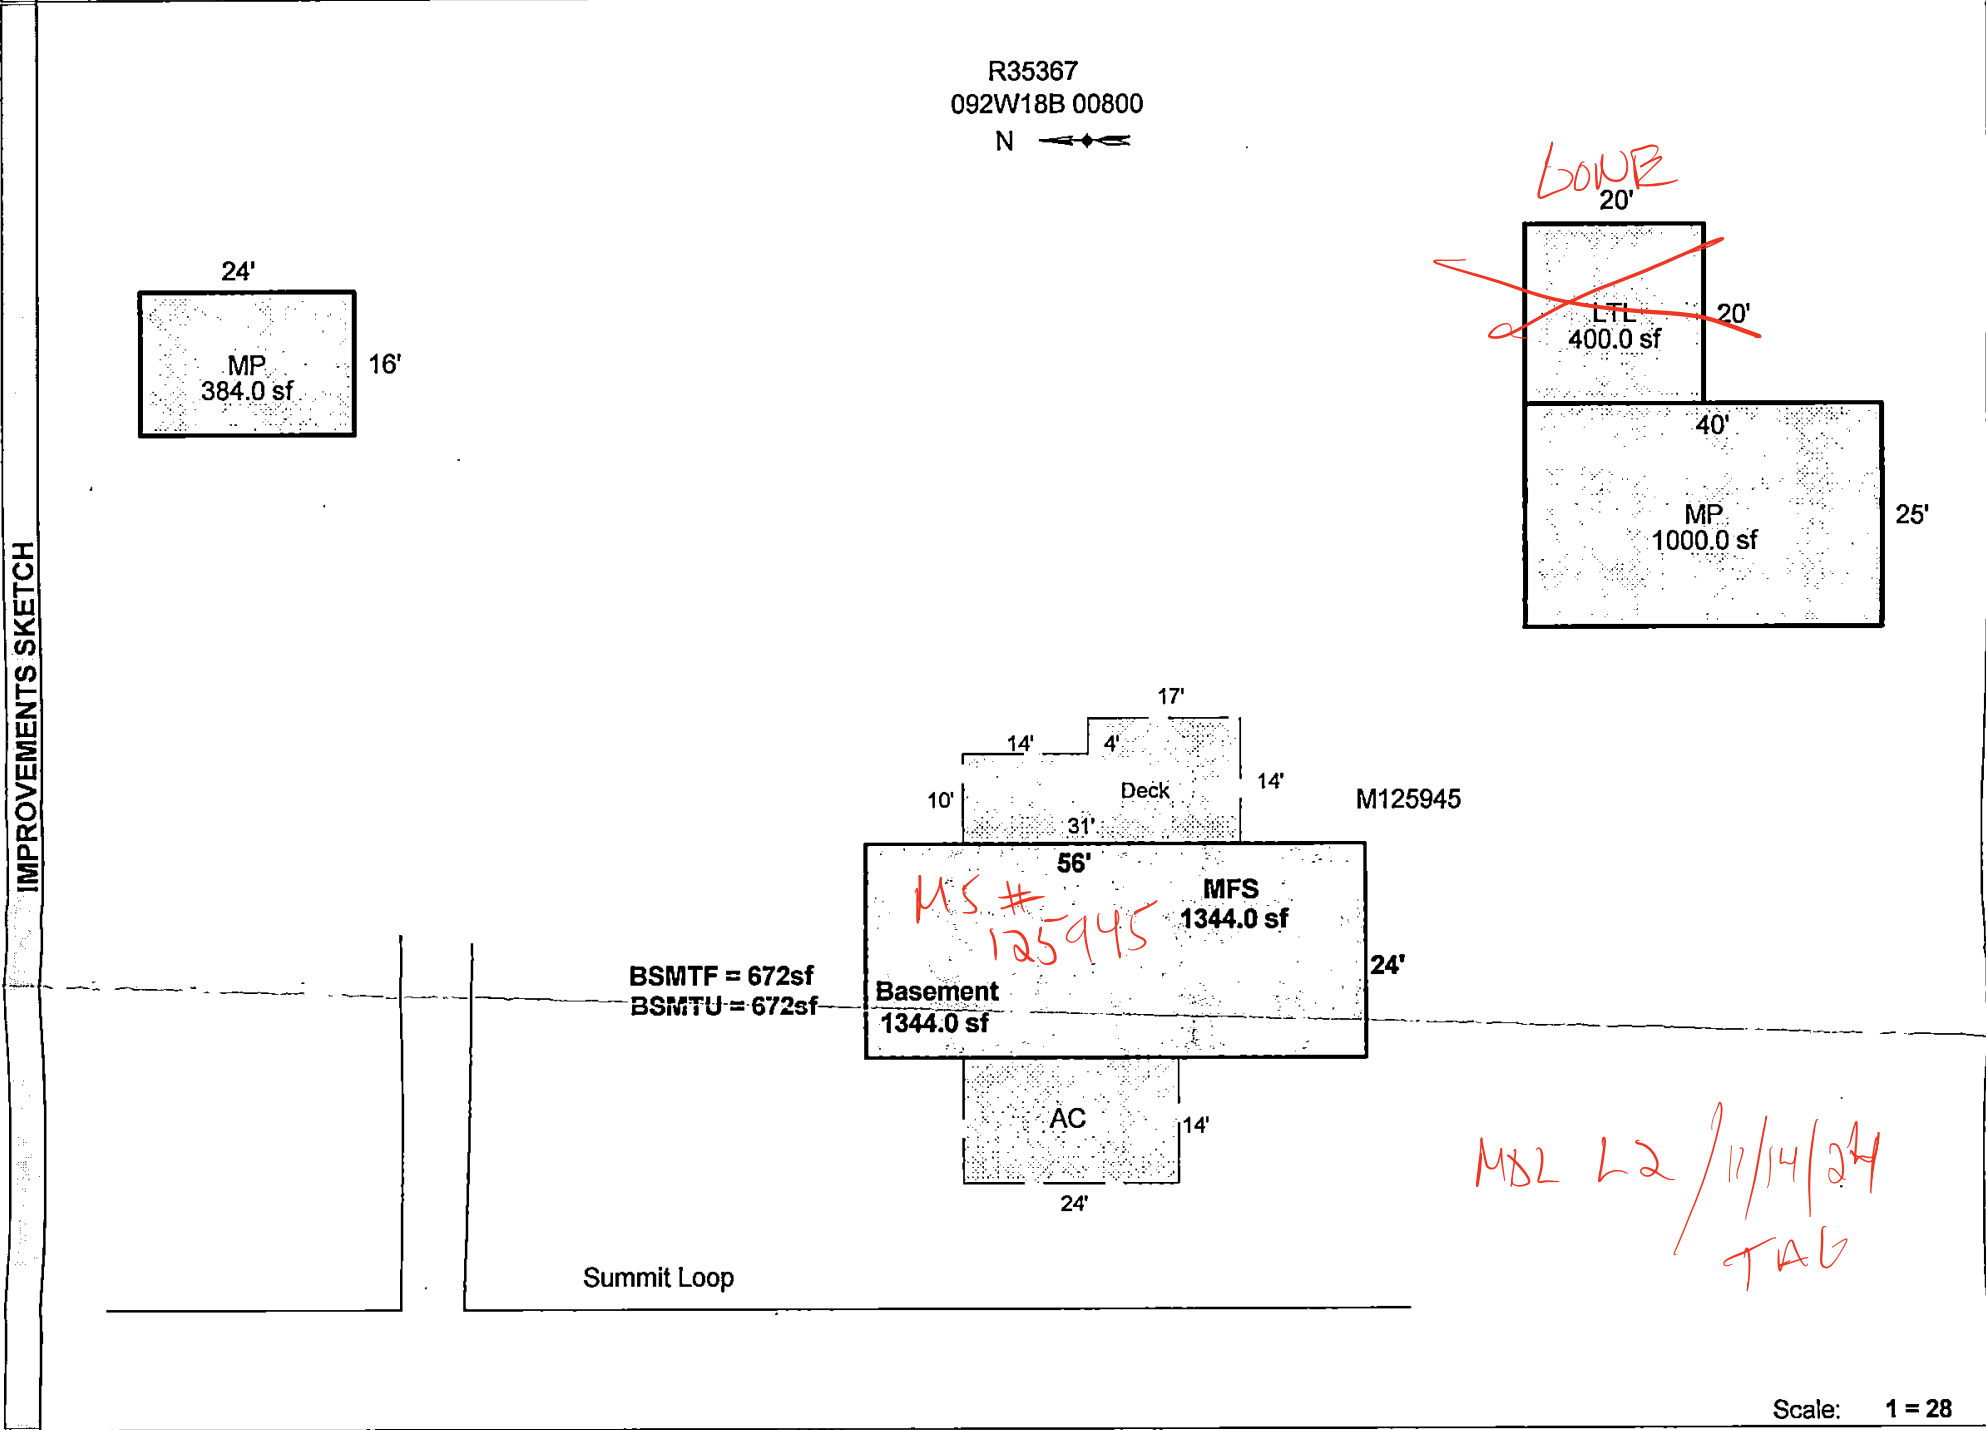 R35367
092W18B 00800
N
GONE
20'
LTL
400.0 sf
20'
24'
MP
384.0 sf
16'
40'
MP
1000.0 sf
25'
IMPROVEMENTS SKETCH
17'
14'
4'
Deck
14'
10'
31'
M125945
56'
MFS
1344.0 sf
MS #
125945
24'
BSMTF = 672sf
BSMTU = 672sf
Basement
1344.0 sf
AC
14'
24'
L2 /11/14/24
TAG
Summit Loop
Scale: 1 = 28